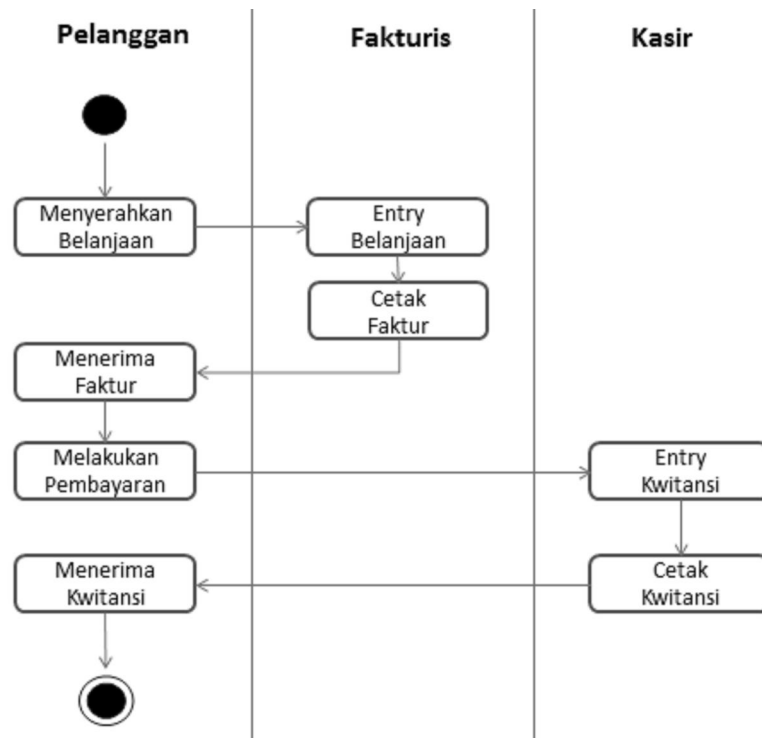 Pelanggan
Fakturis
Kasir
Menyerahkan
Belanjaan
Entry
Belanjaan
Cetak
Faktur
Menerima
Faktur
Melakukan
Pembayaran
Entry
Kwitansi
Cetak
Kwitansi
Menerima
Kwitansi